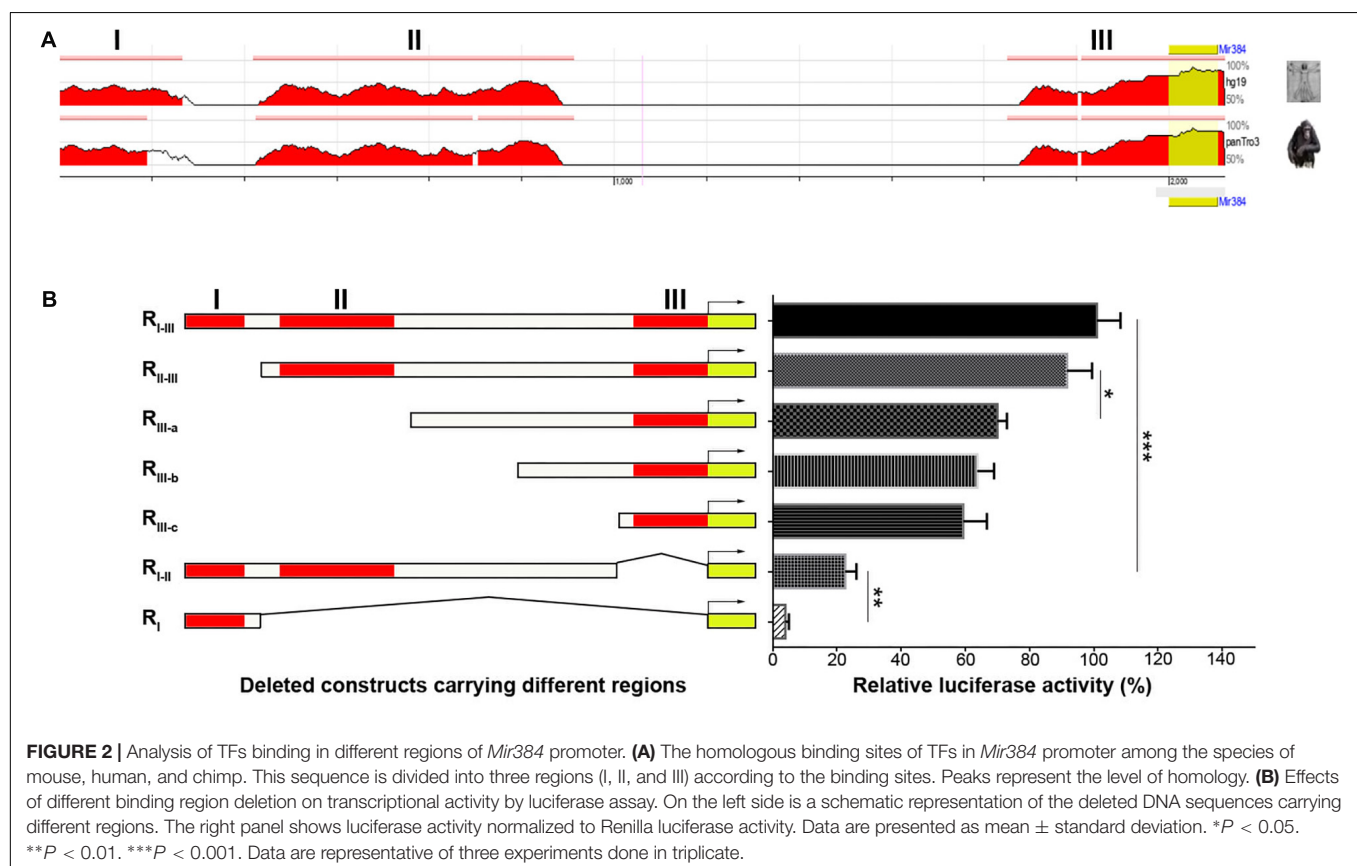 A
I
II
III
Mir384
100%
hg19
50%
100%
panTro3
50%
1,000
2,000
Mir384
B
I
II
III
RI-III
RII-III
*
RIII-a
***
RIII-b
RIII-c
RI-II
**
RI
0 20 40 60 80 100 120 140
Deleted constructs carrying different regions
Relative luciferase activity (%)
FIGURE 2 | Analysis of TFs binding in different regions of Mir384 promoter. (A) The homologous binding sites of TFs in Mir384 promoter among the species of
mouse, human, and chimp. This sequence is divided into three regions (I, II, and III) according to the binding sites. Peaks represent the level of homology. (B) Effects
of different binding region deletion on transcriptional activity by luciferase assay. On the left side is a schematic representation of the deleted DNA sequences carrying
different regions. The right panel shows luciferase activity normalized to Renilla luciferase activity. Data are presented as mean ± standard deviation. *P < 0.05.
**P < 0.01. ***P < 0.001. Data are representative of three experiments done in triplicate.